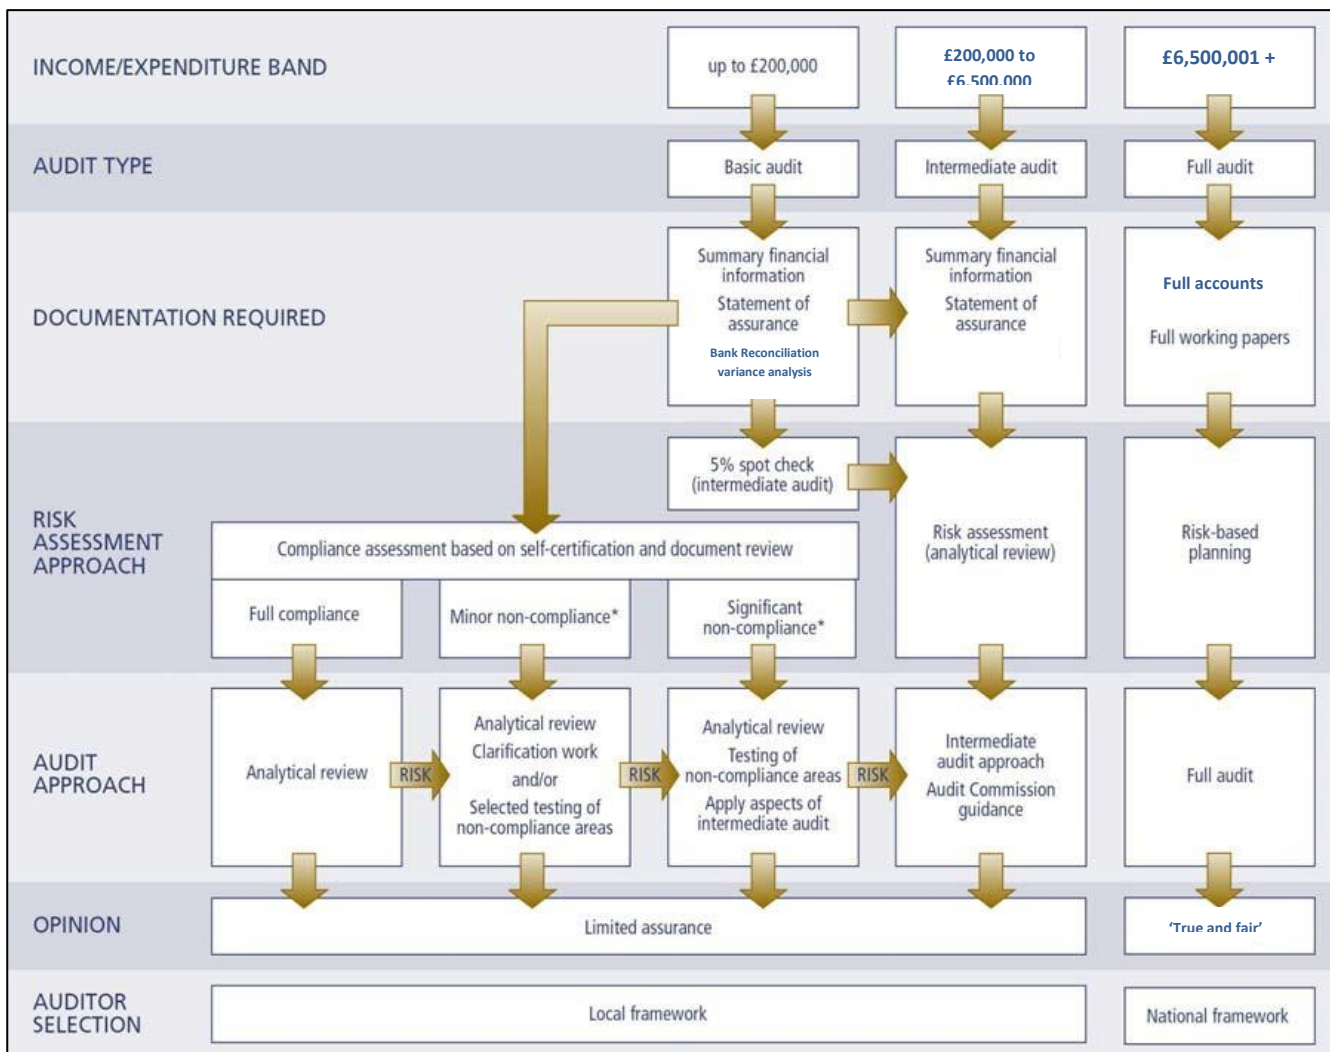 INCOME/EXPENDITURE BAND
up to £200,000
£200,000 to
£6,500,000
£6,500,001 +
AUDIT TYPE
Basic audit
Intermediate audit
Full audit
DOCUMENTATION REQUIRED
Summary financial
information
Statement of
assurance
Bank Reconciliation
variance analysis
Summary financial
information
Statement of
assurance
Full accounts
Full working papers
RISK
ASSESSMENT
APPROACH
5% spot check
(intermediate audit)
Compliance assessment based on self-certification and document review
Full compliance
Minor non-compliance*
Significant
non-compliance*
Risk assessment
(analytical review)
Risk-based
planning
AUDIT
APPROACH
Analytical review
RISK
Analytical review
Clarification work
and/or
Selected testing of
non-compliance areas
RISK
Analytical review
Testing of
non-compliance areas
Apply aspects of
intermediate audit
RISK
Intermediate
audit approach
Audit Commission
guidance
Full audit
OPINION
Limited assurance
‘True and fair’
AUDITOR
SELECTION
Local framework
National framework